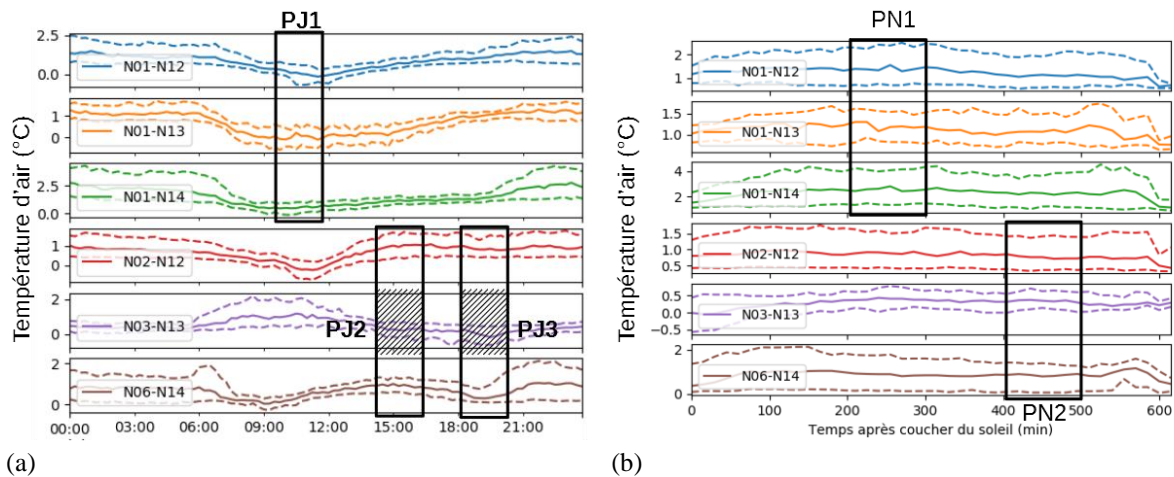 PJ1
Température d'air (°C)
2.5
0.0
N01-N12
1
0
N01-N13
2.5
0.0
N01-N14
1
0
N02-N12
2
0
N03-N13
PJ2
PJ3
2
0
N06-N14
00:00 03:00 06:00 09:00 12:00 15:00 18:00 21:00
(a)
PN1
Température d'air (°C)
2
1
N01-N12
1.5
1.0
N01-N13
4
2
N01-N14
1.5
1.0
0.5
N02-N12
0.5
0.0
−0.5
N03-N13
2
0
N06-N14
PN2
0 100 200 300 400 500 600
Temps après coucher du soleil (min)
(b)